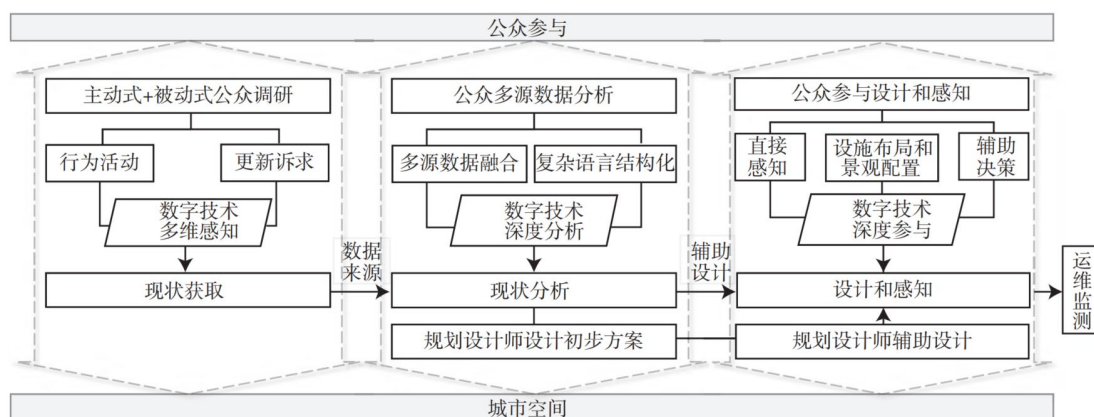 公众参与
主动式+被动式公众调研
公众多源数据分析
公众参与设计和感知
行为活动
更新诉求
多源数据融合
复杂语言结构化
直接
感知
设施布局和
景观配置
辅助
决策
数字技术
多维感知
数字技术
深度分析
数字技术
深度参与
数据
来源
辅助
设计
现状获取
现状分析
设计和感知
运维监测
规划设计师设计初步方案
规划设计师辅助设计
城市空间